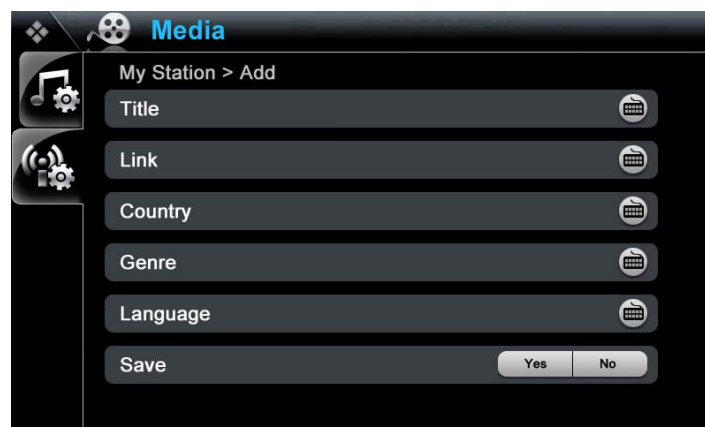 Media
My Station > Add
Title
Link
Country
Genre
Language
Save Yes No